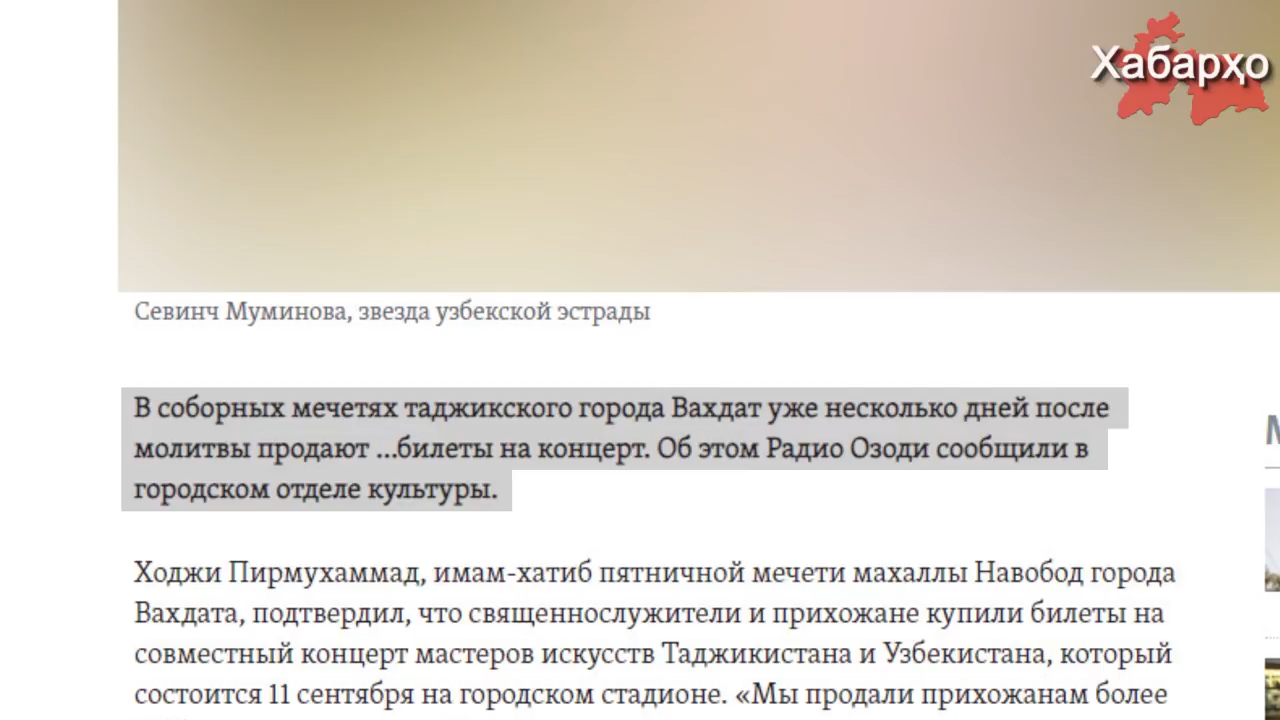 Хабарҳо
Севинч Муминова, звезда узбекской эстрады
В соборных мечетях таджикского города Вахдат уже несколько дней после
молитвы продают ...билеты на концерт. Об этом Радио Озоди сообщили в
городском отделе культуры.
Ходжи Пирмухаммад, имам-хатиб пятничной мечети махаллы Навобод города
Вахдата, подтвердил, что священнослужители и прихожане купили билеты на
совместный концерт мастеров искусств Таджикистана и Узбекистана, который
состоится 11 сентября на городском стадионе. «Мы продали прихожанам более